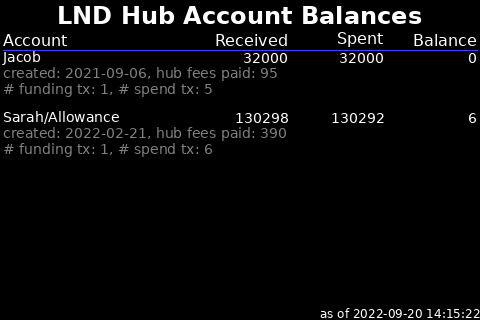 LND Hub Account Balances
Account Received Spent Balance
Jacob 32000 32000 0
created: 2021-09-06, hub fees paid: 95
# funding tx: 1, # spend tx: 5
Sarah/Allowance 130298 130292 6
created: 2022-02-21, hub fees paid: 390
# funding tx: 1, # spend tx: 6
as of 2022-09-20 14:15:22